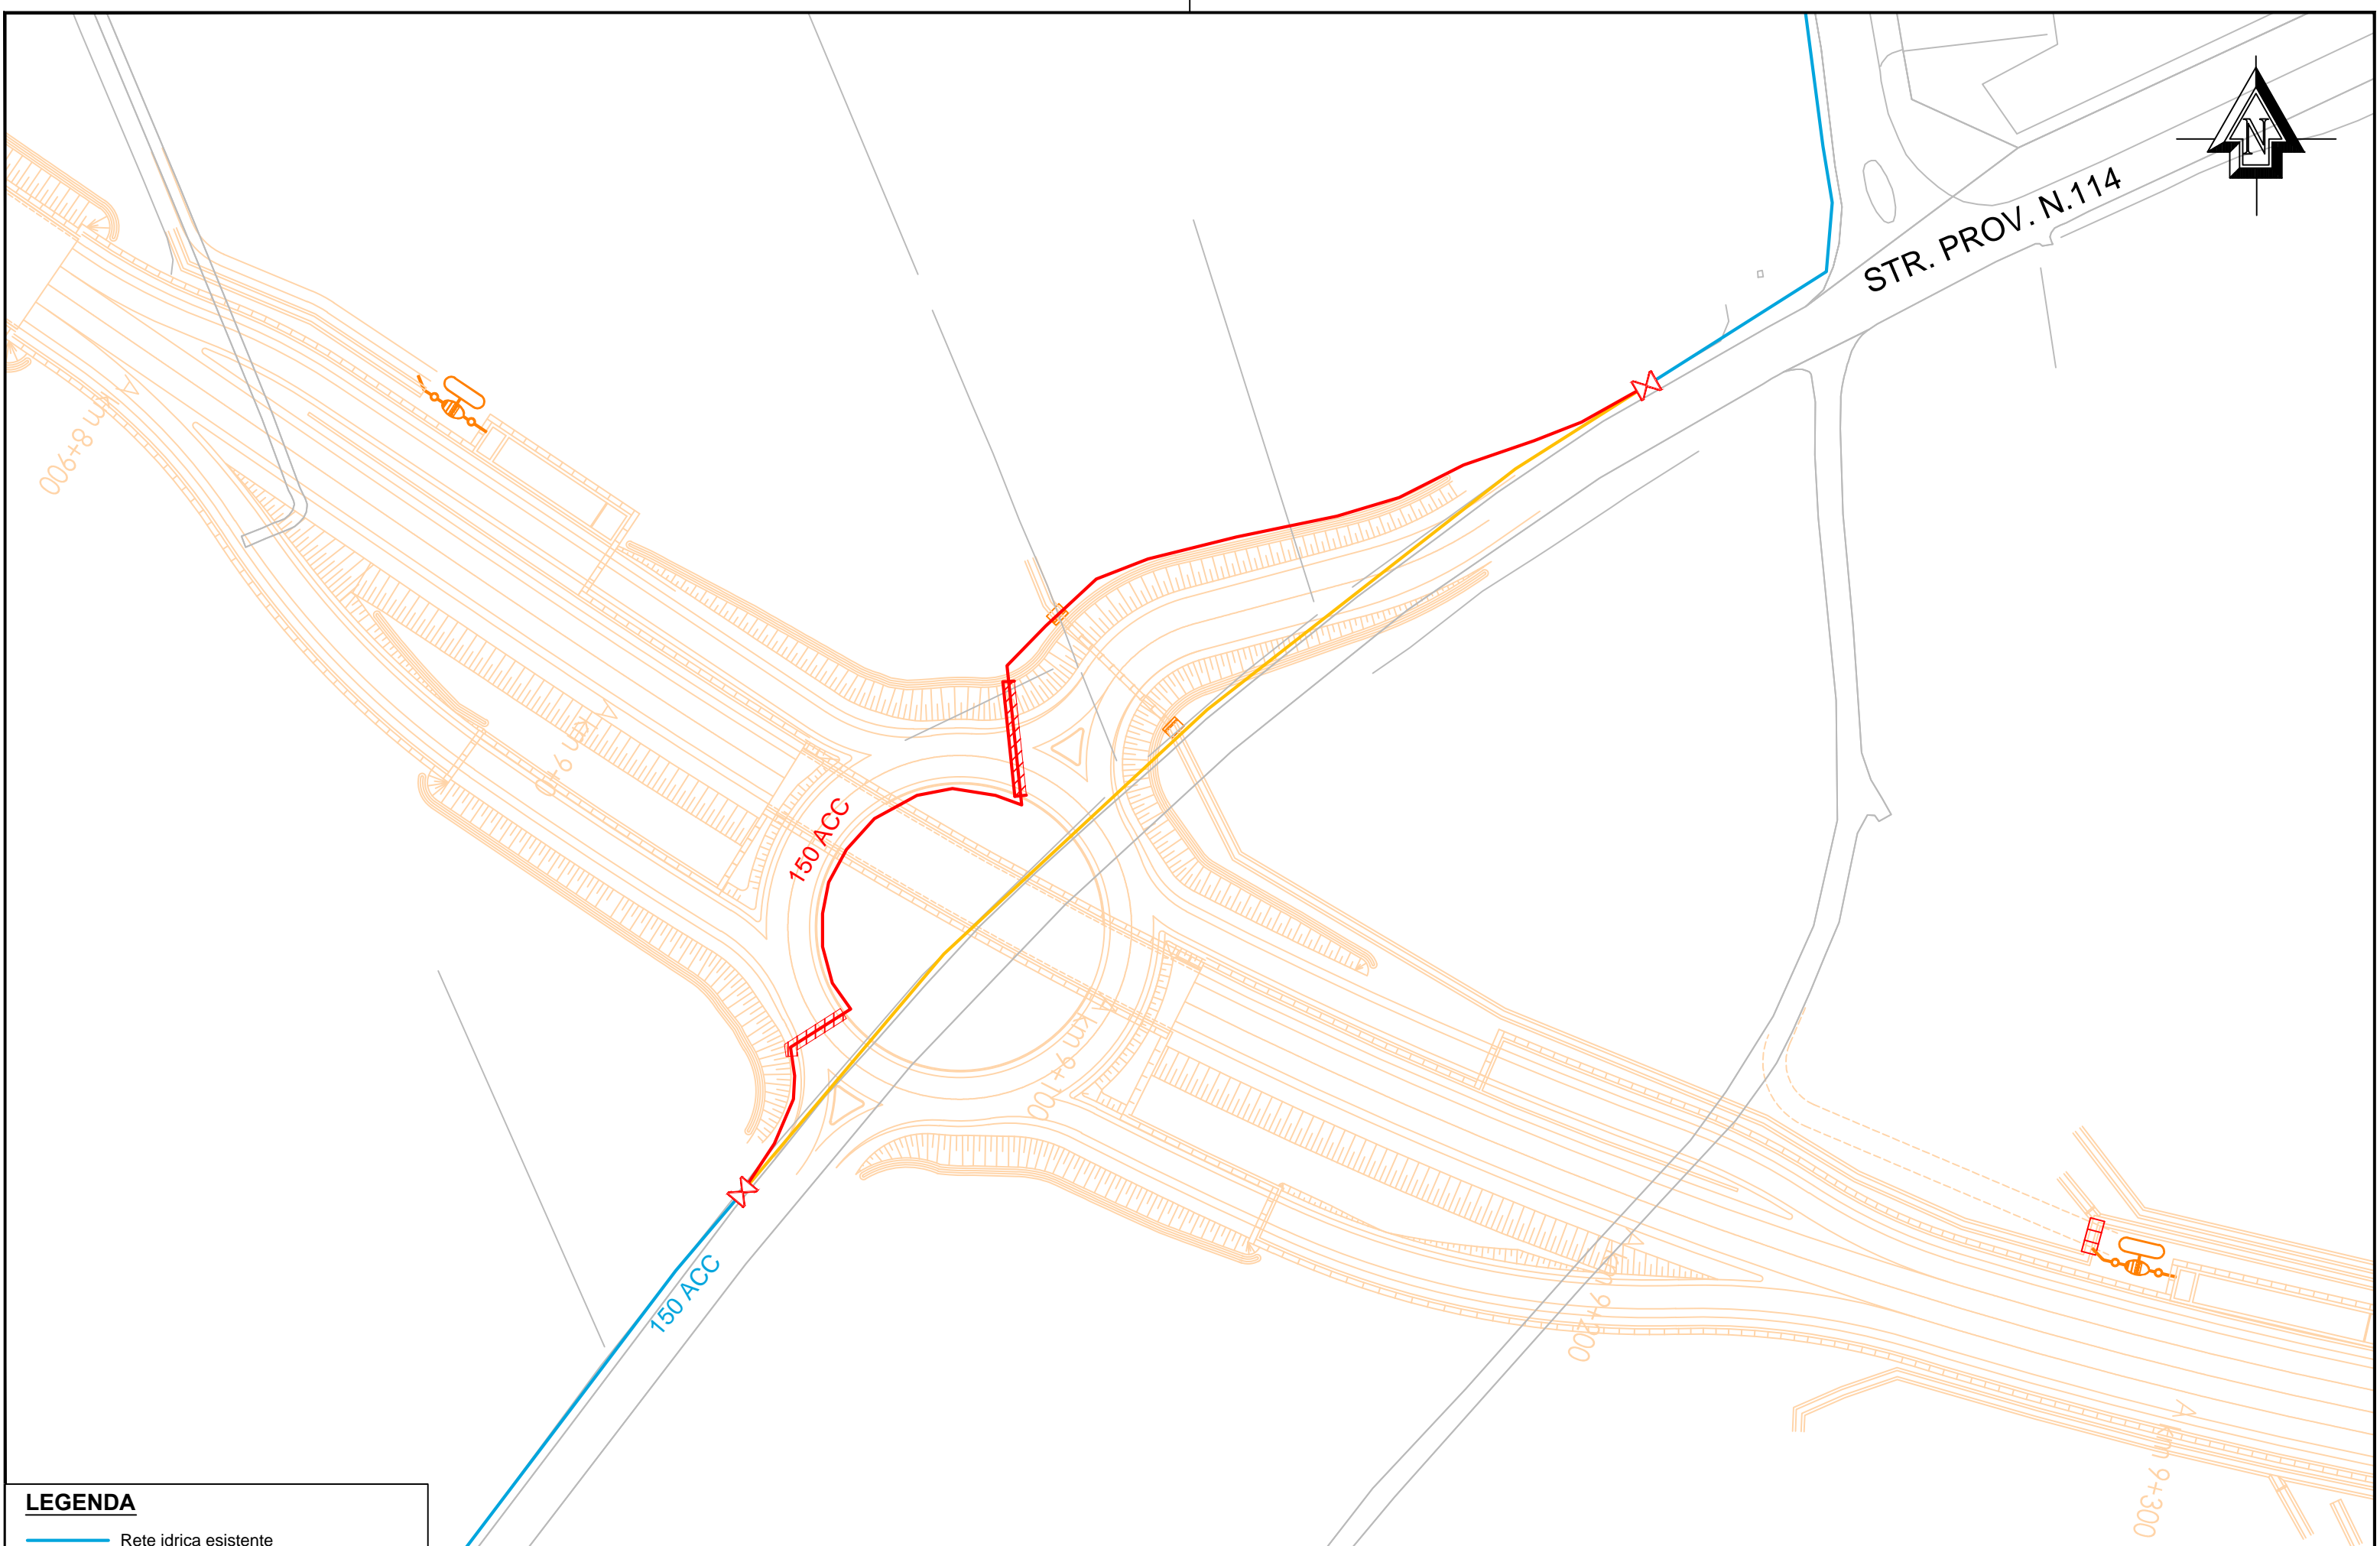 N
STR. PROV. N.114
km 8+900
km 9+0
150 ACC
km 9+100
150 ACC
km 9+200
km 9+300
LEGENDA
Rete idrica esistente